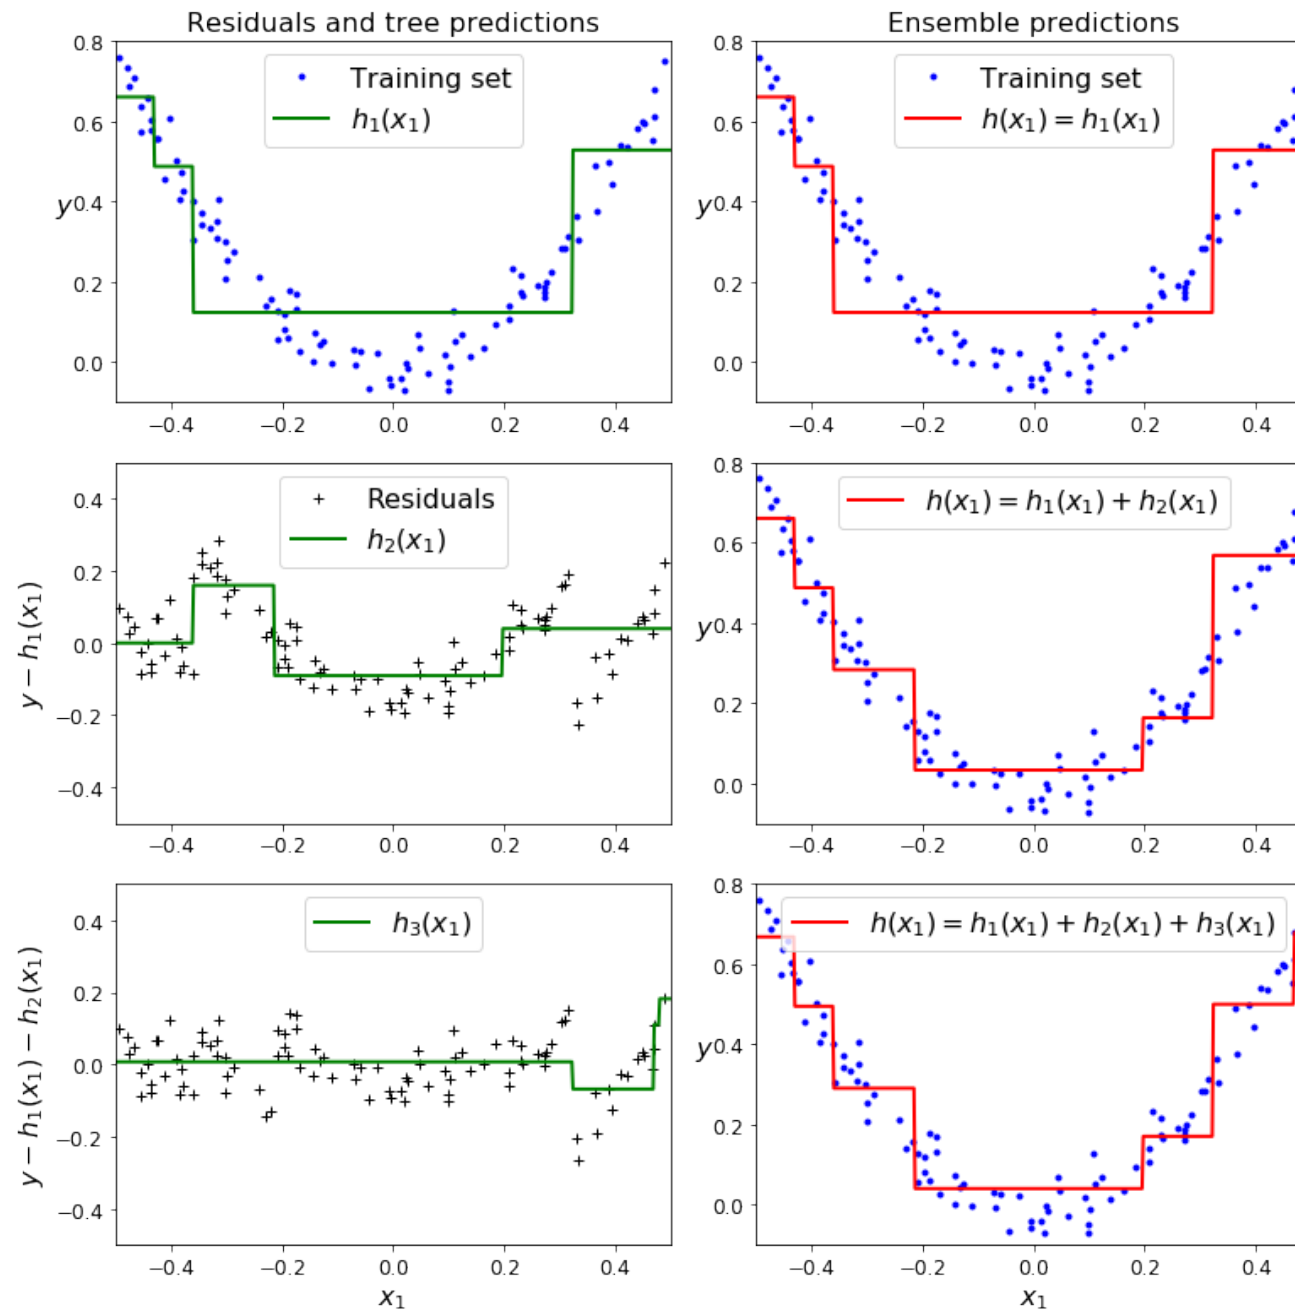 Residuals and tree predictions
Ensemble predictions
0.8
0.6
y 0.4
0.2
0.0
−0.4 −0.2 0.0 0.2 0.4
Training set
h₁(x₁)
0.8
0.6
y 0.4
0.2
0.0
−0.4 −0.2 0.0 0.2 0.4
Training set
h(x₁) = h₁(x₁)
y − h₁(x₁)
0.4
0.2
0.0
−0.2
−0.4
−0.4 −0.2 0.0 0.2 0.4
Residuals
h₂(x₁)
0.8
0.6
y 0.4
0.2
0.0
−0.4 −0.2 0.0 0.2 0.4
h(x₁) = h₁(x₁) + h₂(x₁)
y − h₁(x₁) − h₂(x₁)
0.4
0.2
0.0
−0.2
−0.4
−0.4 −0.2 0.0 0.2 0.4
x₁
h₃(x₁)
0.8
0.6
y 0.4
0.2
0.0
−0.4 −0.2 0.0 0.2 0.4
x₁
h(x₁) = h₁(x₁) + h₂(x₁) + h₃(x₁)